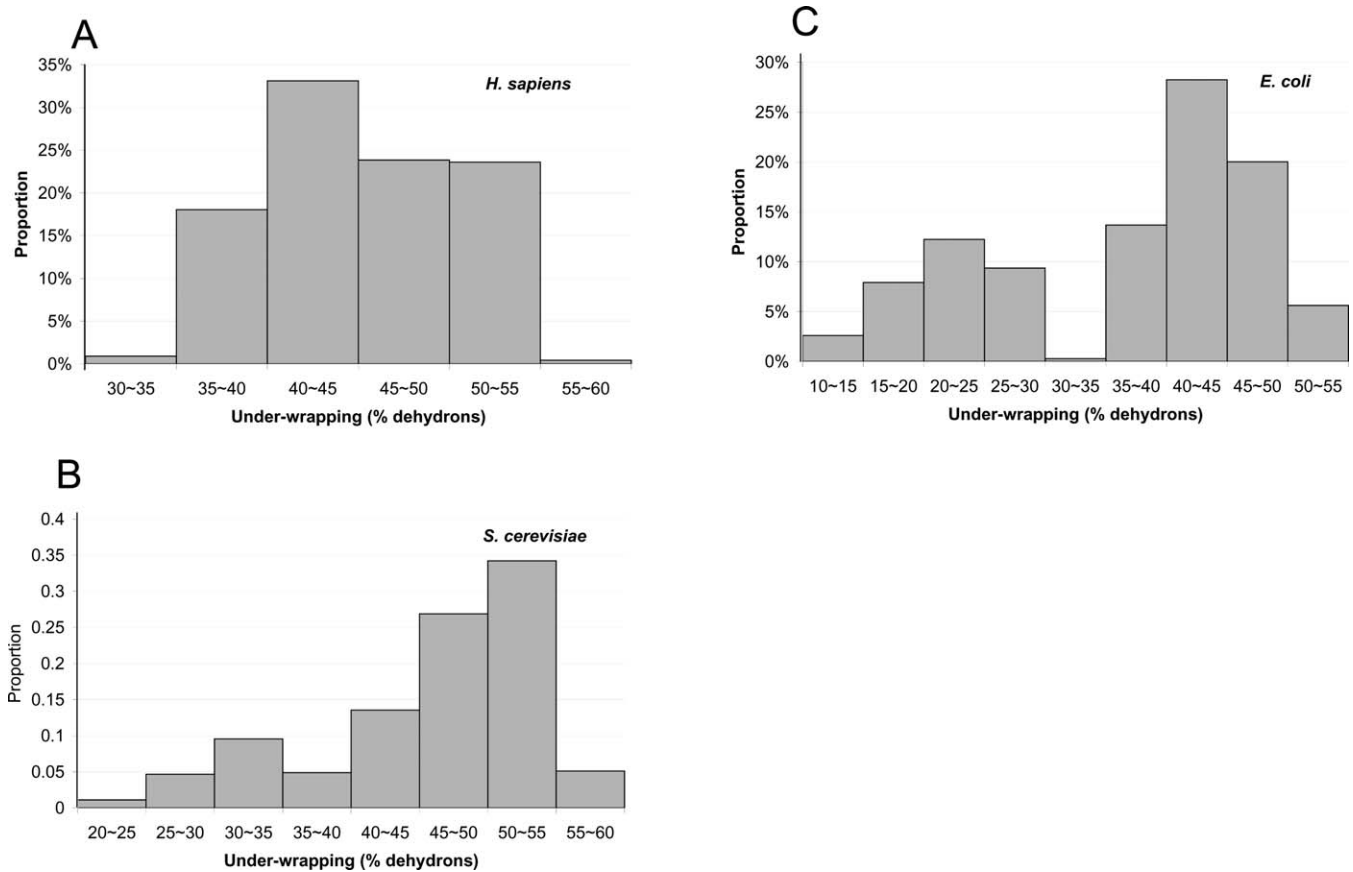 A
H. sapiens
35%
30%
25%
20%
15%
10%
5%
0%
Proportion
30~35 35~40 40~45 45~50 50~55 55~60
Under-wrapping (% dehydrons)
B
S. cerevisiae
0.4
0.35
0.3
0.25
0.2
0.15
0.1
0.05
0
Proportion
20~25 25~30 30~35 35~40 40~45 45~50 50~55 55~60
Under-wrapping (% dehydrons)
C
E. coli
30%
25%
20%
15%
10%
5%
0%
Proportion
10~15 15~20 20~25 25~30 30~35 35~40 40~45 45~50 50~55
Under-wrapping (% dehydrons)